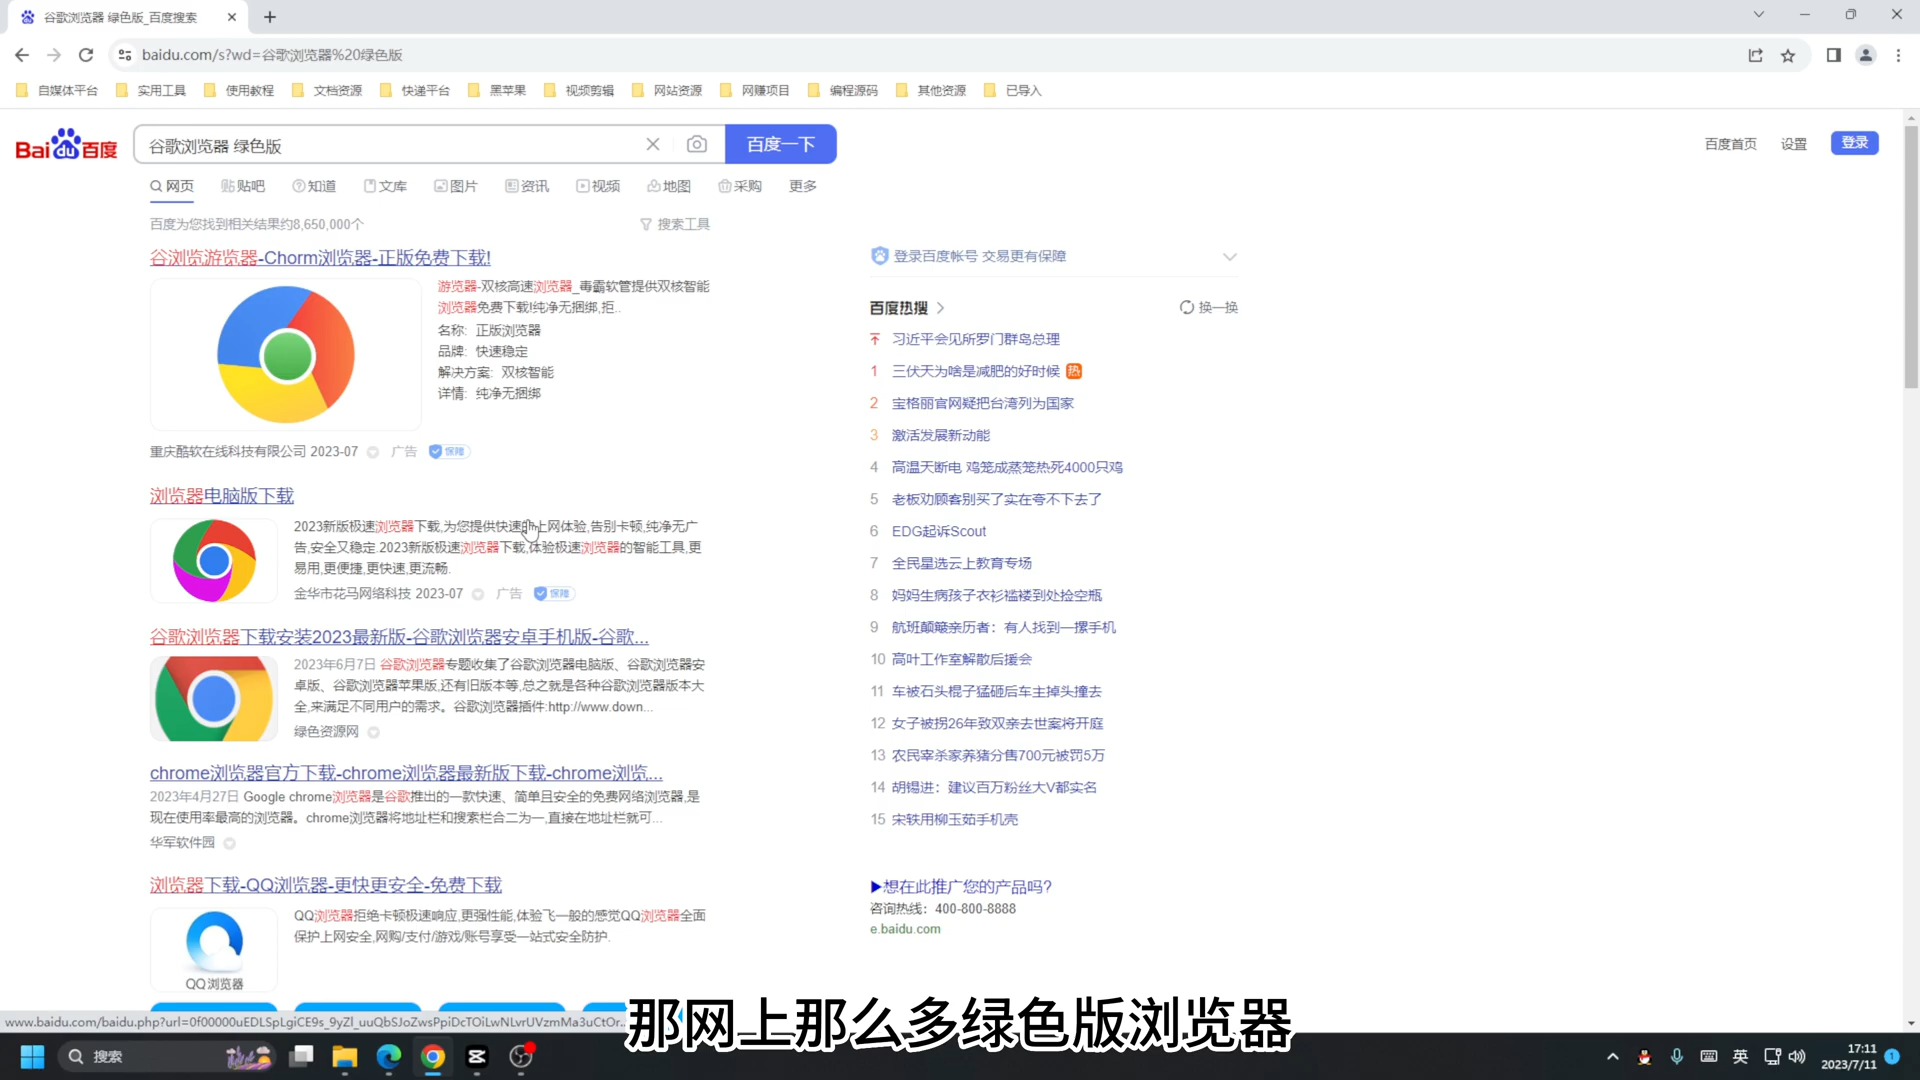 谷歌浏览器 绿色版_百度搜索
baidu.com/s?wd=谷歌浏览器%20绿色版
自媒体平台 实用工具 使用教程 文档资源 快递平台 黑苹果 视频剪辑 网站资源 网赚项目 编程源码 其他资源 已导入
Bai du 百度 谷歌浏览器 绿色版 百度一下 百度首页 设置 登录
网页 贴吧 知道 文库 图片 资讯 视频 地图 采购 更多
百度为您找到相关结果约8,650,000个 搜索工具
谷浏览游览器-Chorm浏览器-正版免费下载!
游览器-双核高速浏览器_毒霸软管提供双核智能
浏览器免费下载!纯净无捆绑,拒..
名称: 正版浏览器
品牌: 快速稳定
解决方案: 双核智能
详情: 纯净无捆绑
重庆酷软在线科技有限公司 2023-07 广告 保障
浏览器电脑版下载
2023新版极速浏览器下载,为您提供快速的上网体验,告别卡顿,纯净无广
告,安全又稳定.2023新版极速浏览器下载,体验极速浏览器的智能工具,更
易用,更便捷,更快速,更流畅.
金华市花马网络科技 2023-07 广告 保障
谷歌浏览器下载安装2023最新版-谷歌浏览器安卓手机版-谷歌...
2023年6月7日 谷歌浏览器专题收集了谷歌浏览器电脑版、谷歌浏览器安
卓版、谷歌浏览器苹果版,还有旧版本等,总之就是各种谷歌浏览器版本大
全,来满足不同用户的需求。谷歌浏览器插件:http://www.down...
绿色资源网
chrome浏览器官方下载-chrome浏览器最新版下载-chrome浏览...
2023年4月27日 Google chrome浏览器是谷歌推出的一款快速、简单且安全的免费网络浏览器,是
现在使用率最高的浏览器。chrome浏览器将地址栏和搜索栏合二为一,直接在地址栏就可...
华军软件园
浏览器下载-QQ浏览器-更快更安全-免费下载
QQ浏览器拒绝卡顿极速响应,更强性能,体验飞一般的感觉QQ浏览器全面
保护上网安全,网购/支付/游戏/账号享受一站式安全防护.
QQ浏览器
登录百度帐号 交易更有保障
百度热搜 换一换
习近平会见所罗门群岛总理
1 三伏天为啥是减肥的好时候 热
2 宝格丽官网疑把台湾列为国家
3 激活发展新动能
4 高温天断电 鸡笼成蒸笼热死4000只鸡
5 老板劝顾客别买了实在夸不下去了
6 EDG起诉Scout
7 全民星选云上教育专场
8 妈妈生病孩子衣衫褴褛到处捡空瓶
9 航班颠簸亲历者：有人找到一摞手机
10 高叶工作室解散后援会
11 车被石头棍子猛砸后车主掉头撞去
12 女子被拐26年致双亲去世案将开庭
13 农民宰杀家养猪分售700元被罚5万
14 胡锡进：建议百万粉丝大V都实名
15 宋轶用柳玉茹手机壳
▶想在此推广您的产品吗?
咨询热线：400-800-8888
e.baidu.com
www.baidu.com/baidu.php?url=0f00000uEDLSpLgiCE9s_9yZl_uuQbSJoZwsPpiDcTOiLwNLvrUVzmMa3uCtOr...
那网上那么多绿色版浏览器
搜索 英 17:11
2023/7/11 1